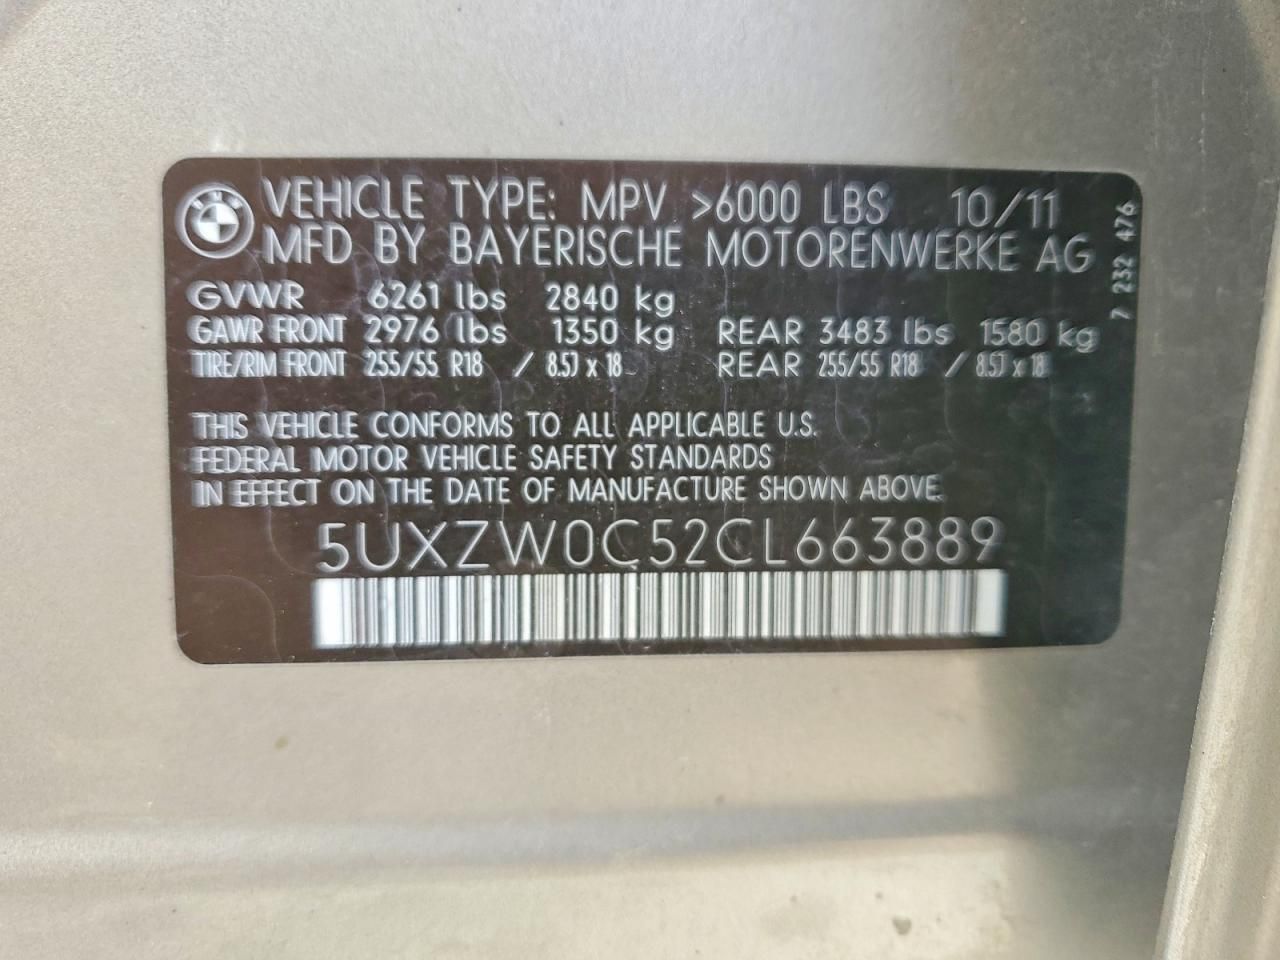 BMW
VEHICLE TYPE: MPV >6000 LBS 10/11
MFD BY BAYERISCHE MOTORENWERKE AG
7 232 476
GVWR 6261 lbs 2840 kg
GAWR FRONT 2976 lbs 1350 kg REAR 3483 lbs 1580 kg
TIRE/RIM FRONT 255/55 R18 / 8.5J x 18 REAR 255/55 R18 / 8.5J x 18
THIS VEHICLE CONFORMS TO ALL APPLICABLE U.S.
FEDERAL MOTOR VEHICLE SAFETY STANDARDS
IN EFFECT ON THE DATE OF MANUFACTURE SHOWN ABOVE.
5UXZW0C52CL663889